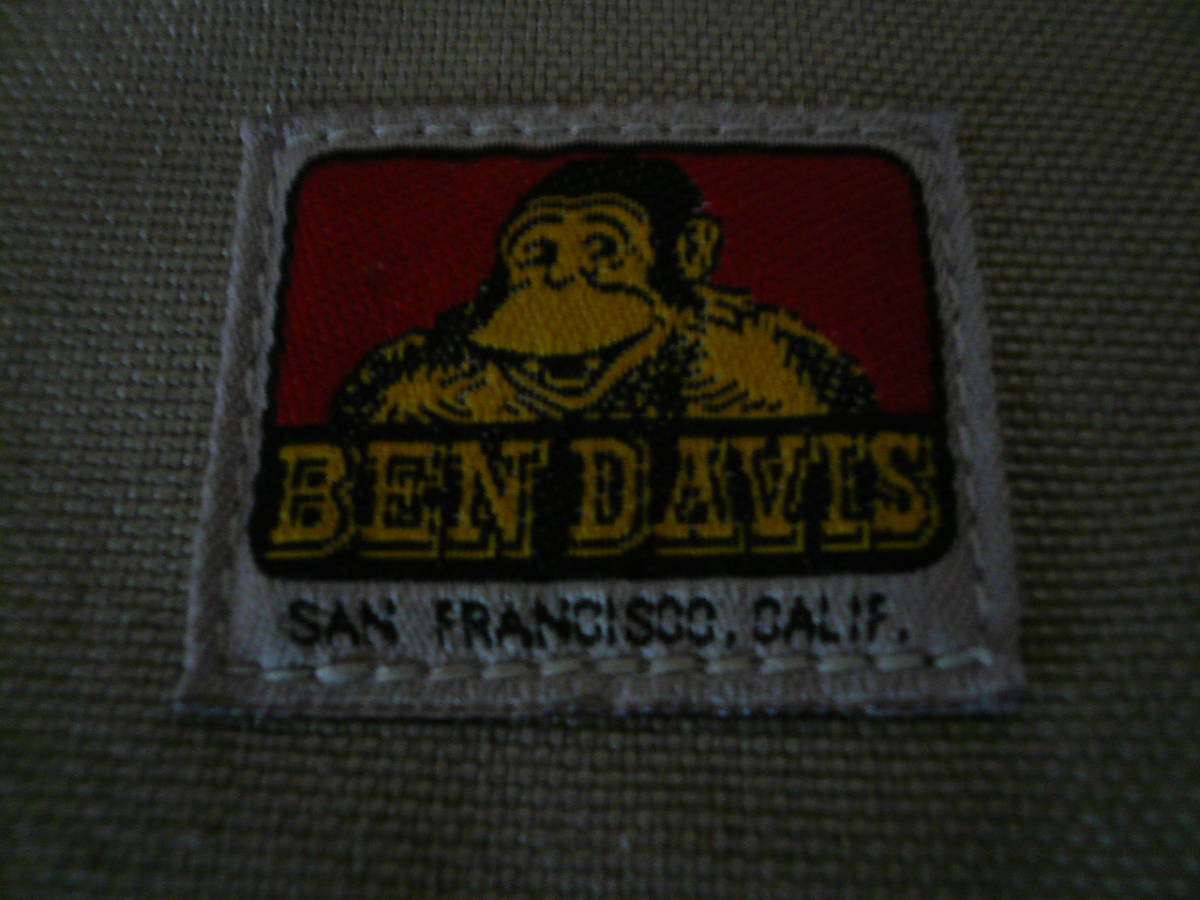 BEN DAVIS
SAN FRANCISCO, CALIF.